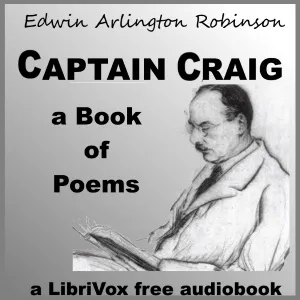 Edwin Arlington Robinson
CAPTAIN CRAIG
a Book
of
Poems
a LibriVox free audiobook